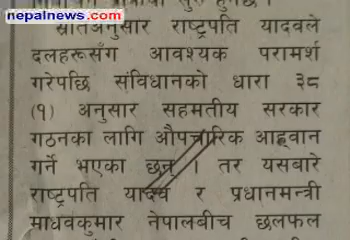 nepalnews.com
स्रोतअनुसार राष्ट्रपति यादवले
दलहरूसँग आवश्यक परामर्श
गरेपछि संविधानको धारा ३८
(१) अनुसार सहमतीय सरकार
गठनका लागि औपचारिक आह्वान
गर्ने भएका छन् । तर यसबारे
राष्ट्रपति यादव र प्रधानमन्त्री
माधवकुमार नेपालबीच छलफल